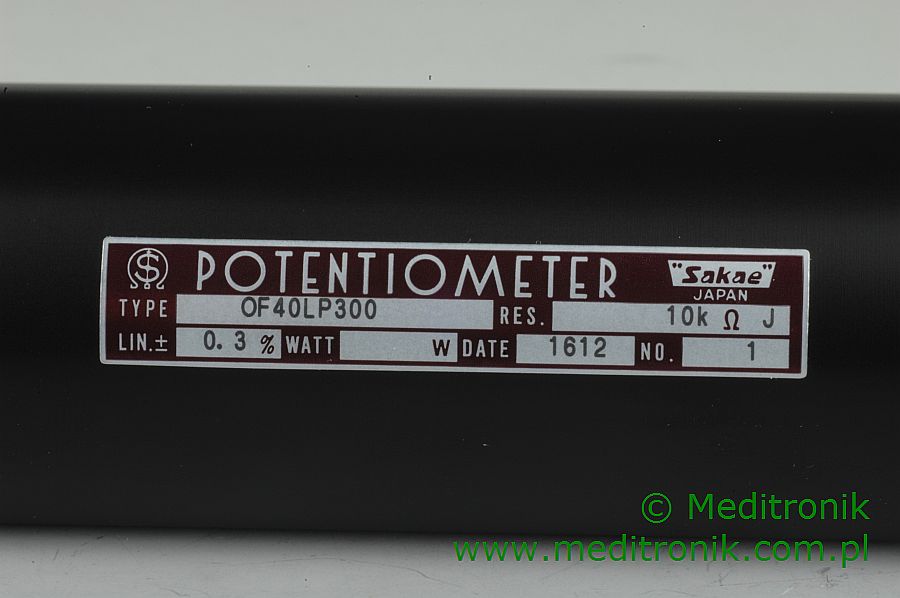 POTENTIOMETER "Sakae"
JAPAN
TYPE OF40LP300 RES. 10k Ω J
LIN.± 0.3 % WATT W DATE 1612 NO. 1
© Meditronik
www.meditronik.com.pl